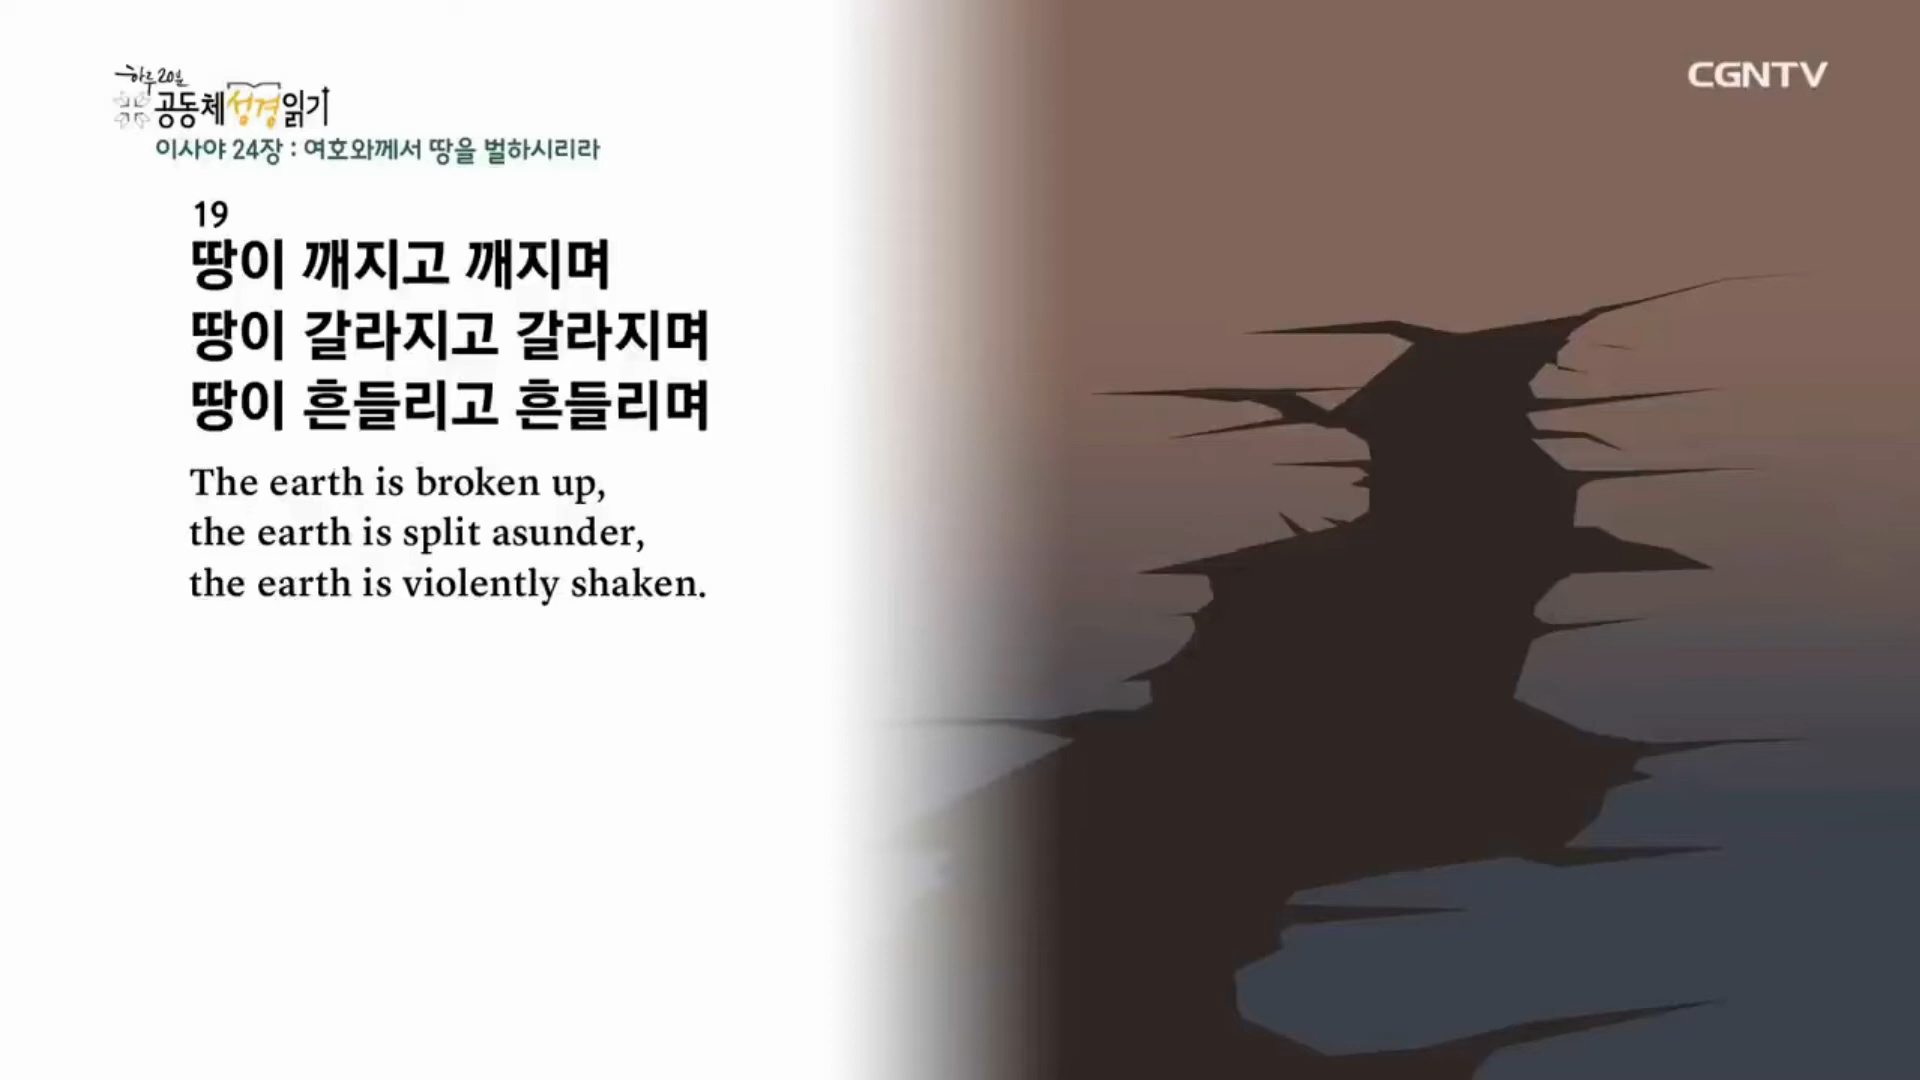 하루 20분
공동체성경읽기
CGNTV
이사야 24장 : 여호와께서 땅을 벌하시리라
19
땅이 깨지고 깨지며
땅이 갈라지고 갈라지며
땅이 흔들리고 흔들리며
The earth is broken up,
the earth is split asunder,
the earth is violently shaken.